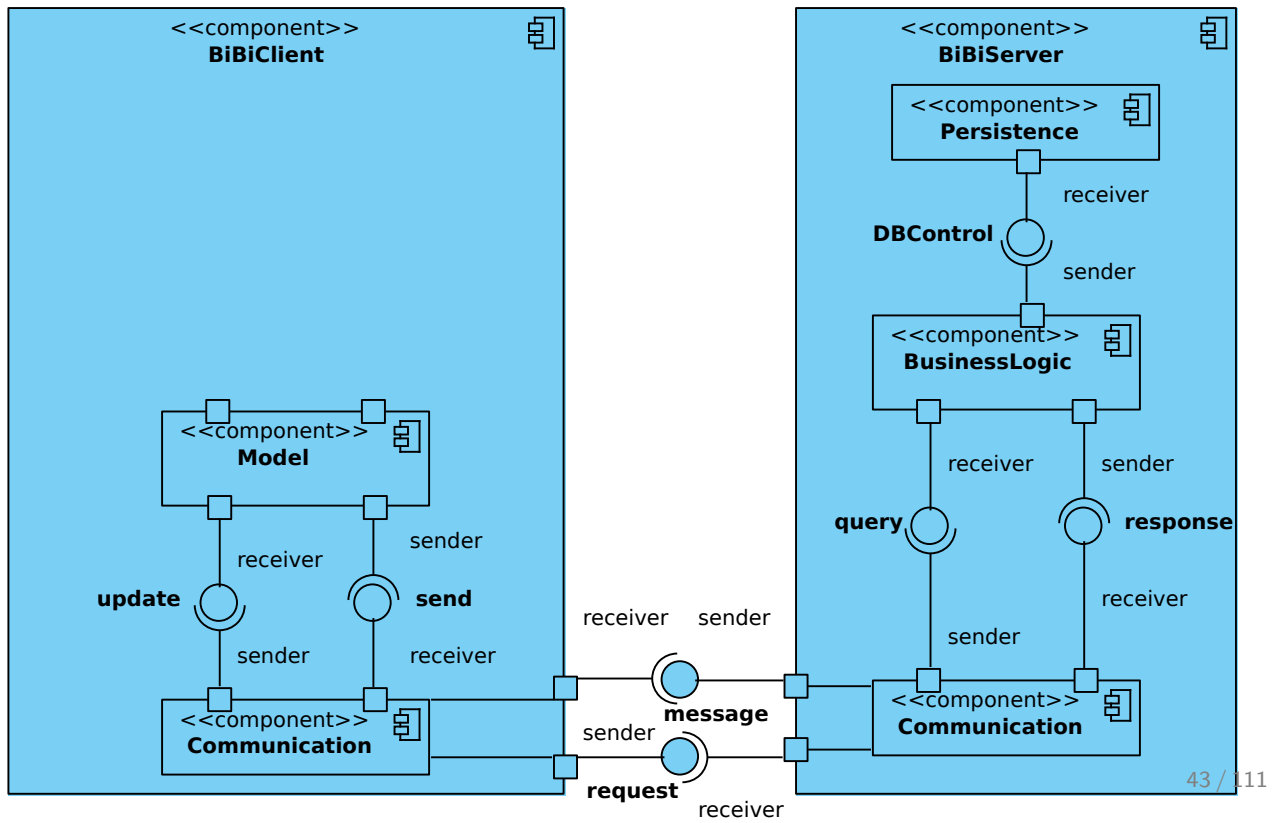 <<component>>
BiBiClient
<<component>>
Model
receiver
sender
update
send
sender
receiver
<<component>>
Communication
receiver
sender
message
sender
request
receiver
<<component>>
BiBiServer
<<component>>
Persistence
receiver
DBControl
sender
<<component>>
BusinessLogic
receiver
sender
query
response
receiver
sender
<<component>>
Communication
43 / 111